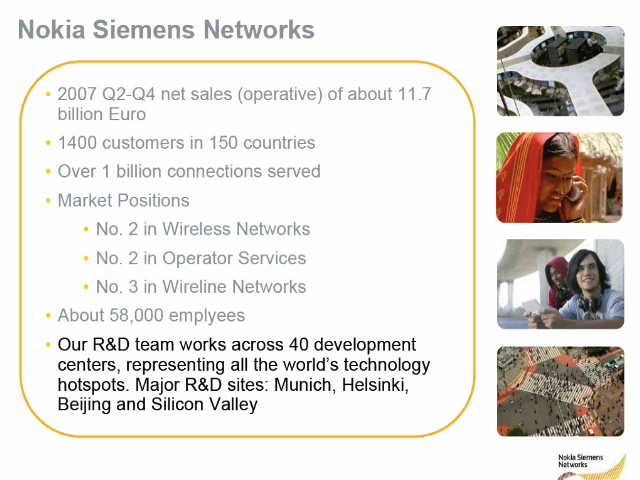 Nokia Siemens Networks
• 2007 Q2-Q4 net sales (operative) of about 11.7
billion Euro
• 1400 customers in 150 countries
• Over 1 billion connections served
• Market Positions
• No. 2 in Wireless Networks
• No. 2 in Operator Services
• No. 3 in Wireline Networks
• About 58,000 emplyees
• Our R&D team works across 40 development
centers, representing all the world's technology
hotspots. Major R&D sites: Munich, Helsinki,
Beijing and Silicon Valley
Nokia Siemens
Networks